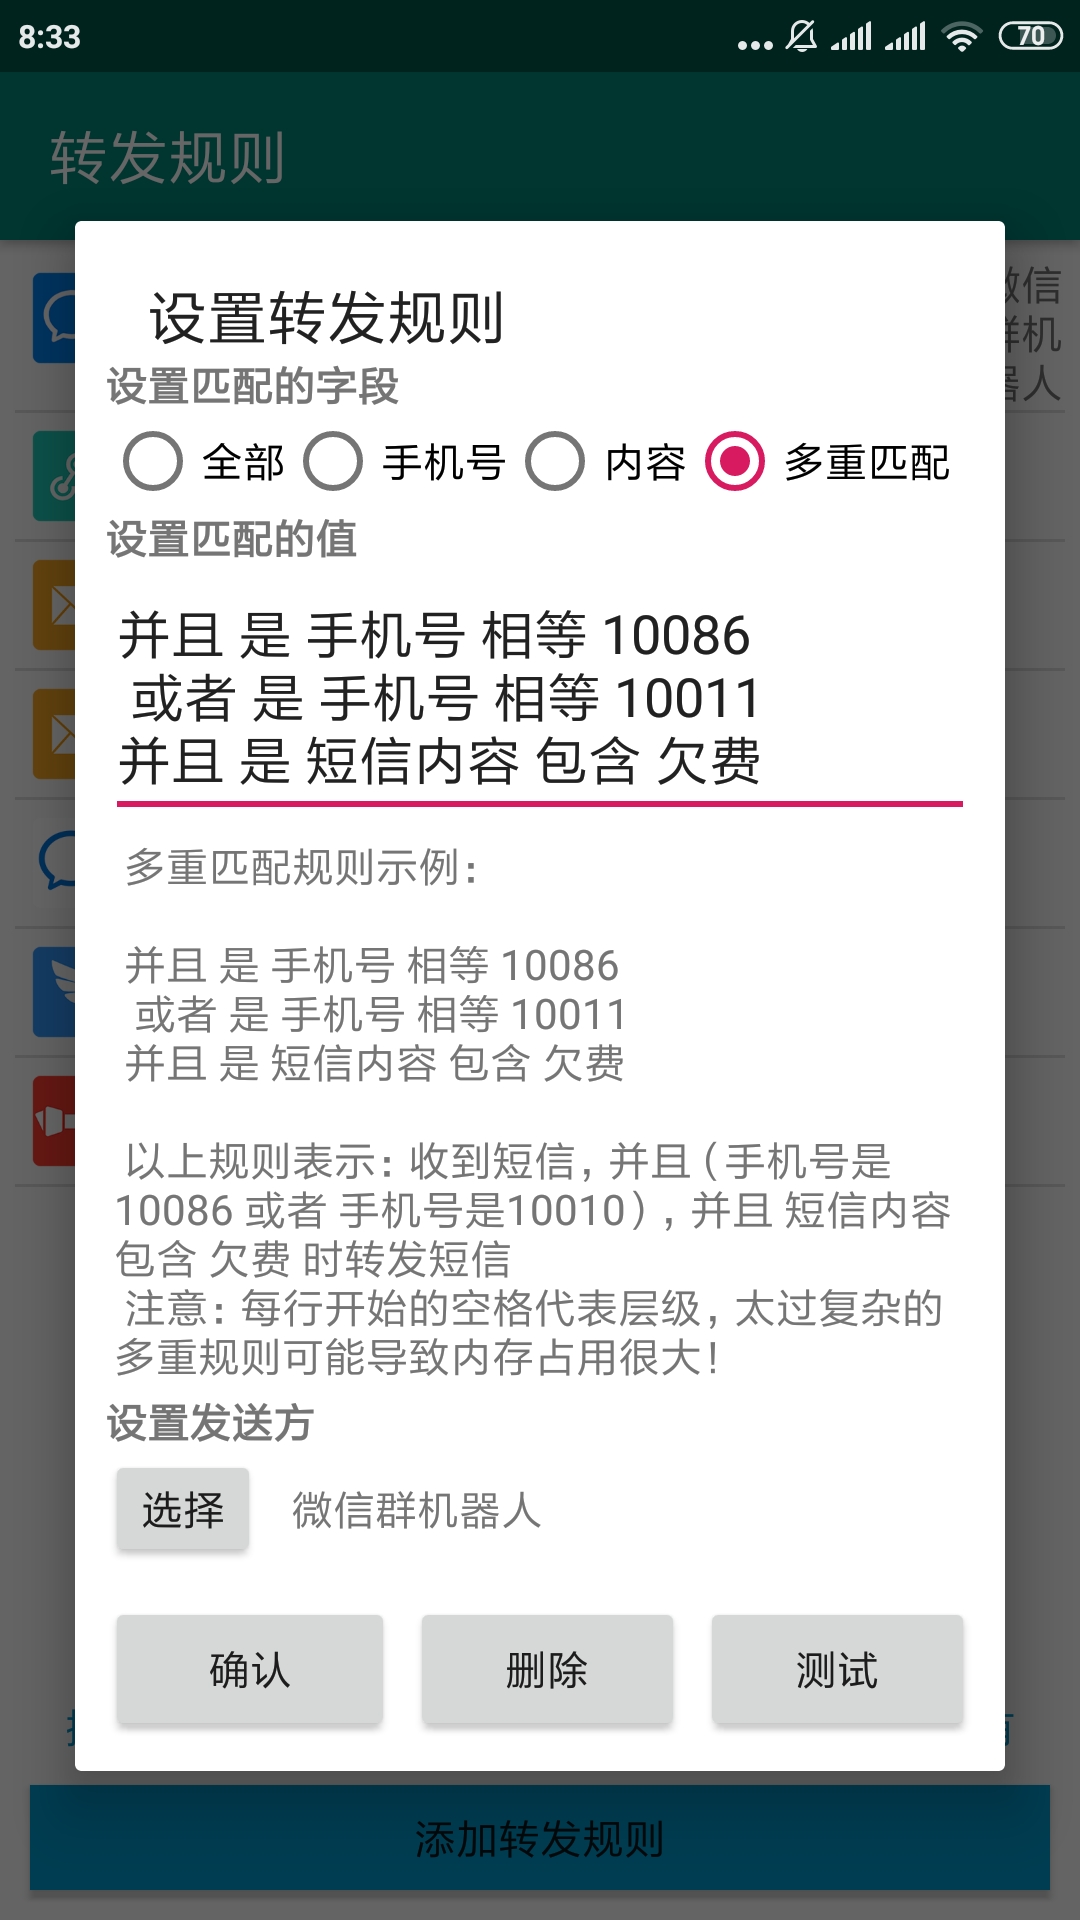 8:33
70
转发规则
微信
群机
器人
设置转发规则
设置匹配的字段
全部 手机号 内容 多重匹配
设置匹配的值
并且 是 手机号 相等 10086
或者 是 手机号 相等 10011
并且 是 短信内容 包含 欠费
多重匹配规则示例：
并且 是 手机号 相等 10086
或者 是 手机号 相等 10011
并且 是 短信内容 包含 欠费
以上规则表示：收到短信，并且（手机号是
10086 或者 手机号是10010），并且 短信内容
包含 欠费 时转发短信
注意：每行开始的空格代表层级，太过复杂的
多重规则可能导致内存占用很大！
设置发送方
选择 微信群机器人
确认 删除 测试
添加转发规则